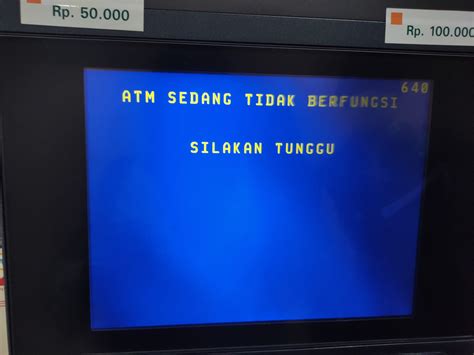 Rp. 50.000
Rp. 100.000
640
ATM SEDANG TIDAK BERFUNGSI
SILAKAN TUNGGU